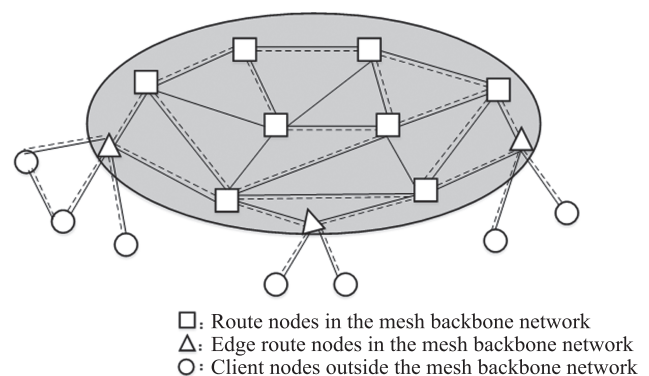 : Route nodes in the mesh backbone network
: Edge route nodes in the mesh backbone network
: Client nodes outside the mesh backbone network